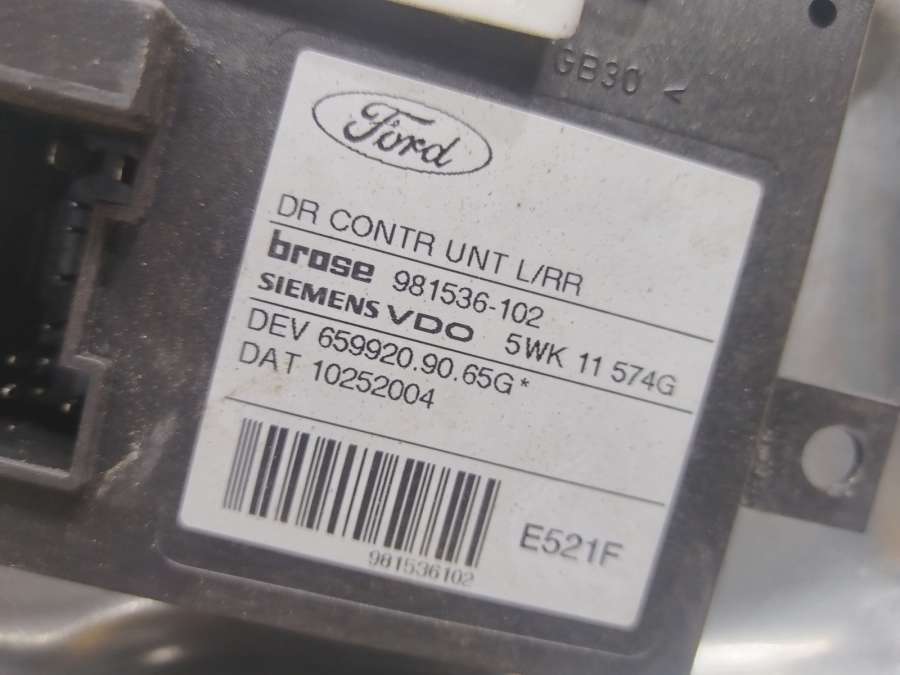 GB30 <
Ford
DR CONTR UNT L/RR
brose 981536-102
SIEMENS VDO 5WK 11 574G
DEV 659920.90.65G*
DAT 10252004
981536102
E521F